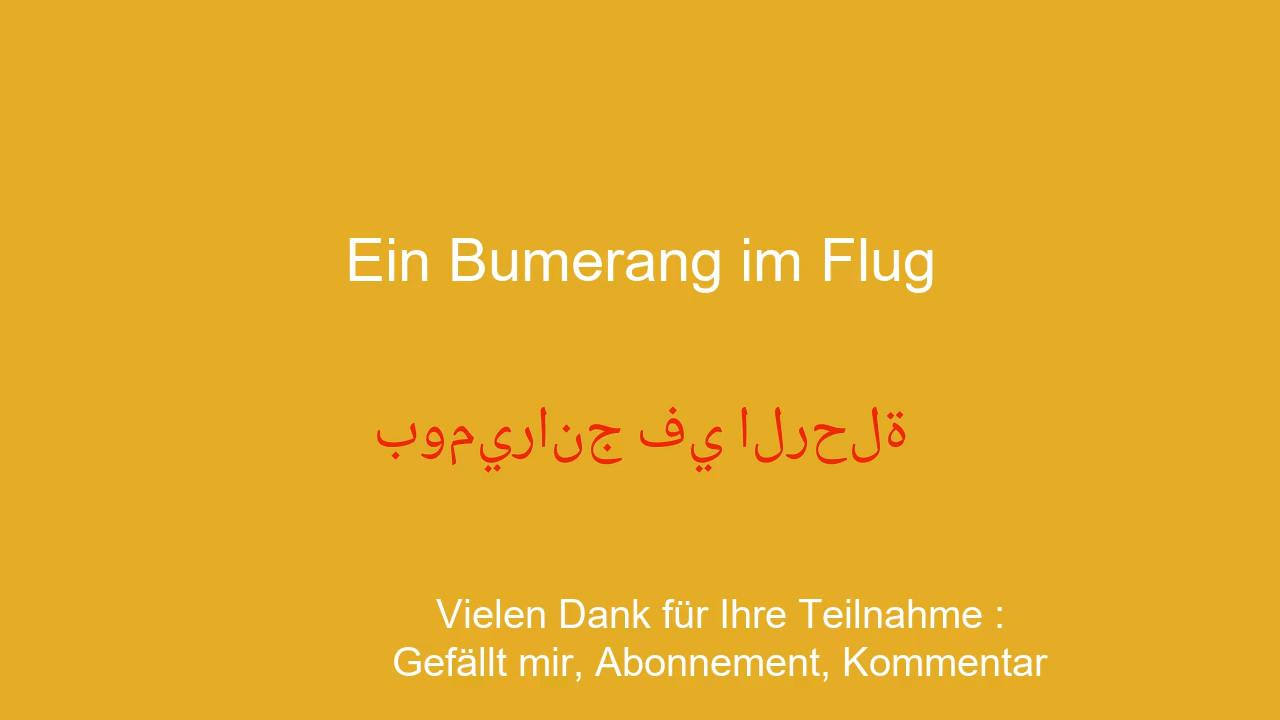 Ein Bumerang im Flug
بوميرانج في الرحلة
Vielen Dank für Ihre Teilnahme :
Gefällt mir, Abonnement, Kommentar